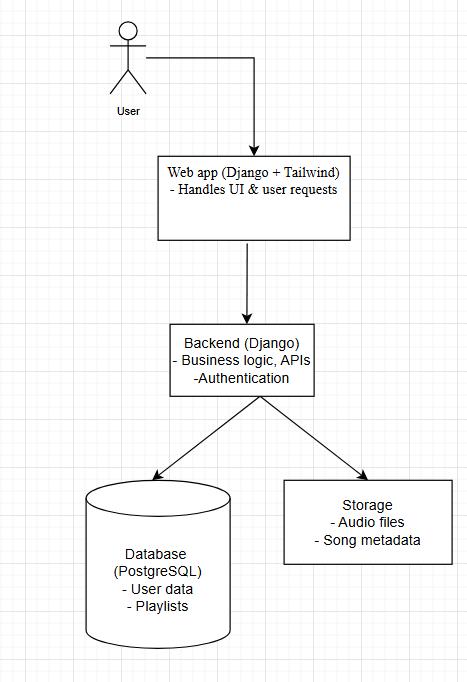 User
Web app (Django + Tailwind)
- Handles UI & user requests
Backend (Django)
- Business logic, APIs
-Authentication
Database
(PostgreSQL)
- User data
- Playlists
Storage
- Audio files
- Song metadata